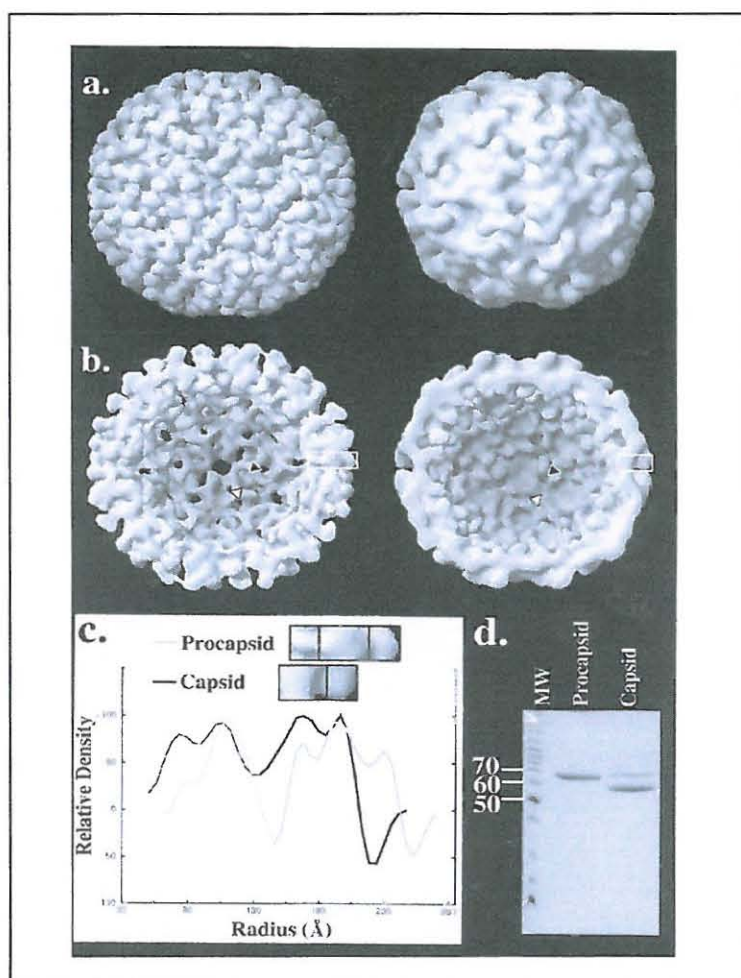 a.
b.
c.
Procapsid
Capsid
Relative Density
Radius (Å)
d.
MW
Procapsid
Capsid
70
60
50